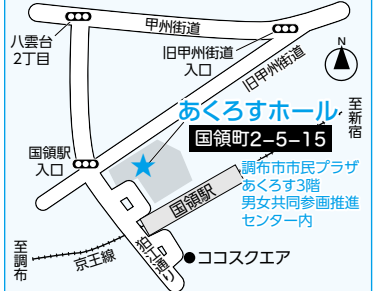 甲州街道
八雲台
2丁目
旧甲州街道
入口
N
旧甲州街道
あくろすホール
国領町2–5–15
至新宿
国領駅
入口
調布市市民プラザ
あくろす3階
男女共同参画推進
センター内
国領駅
至調布
京王線
狛江通り
●ココスクエア